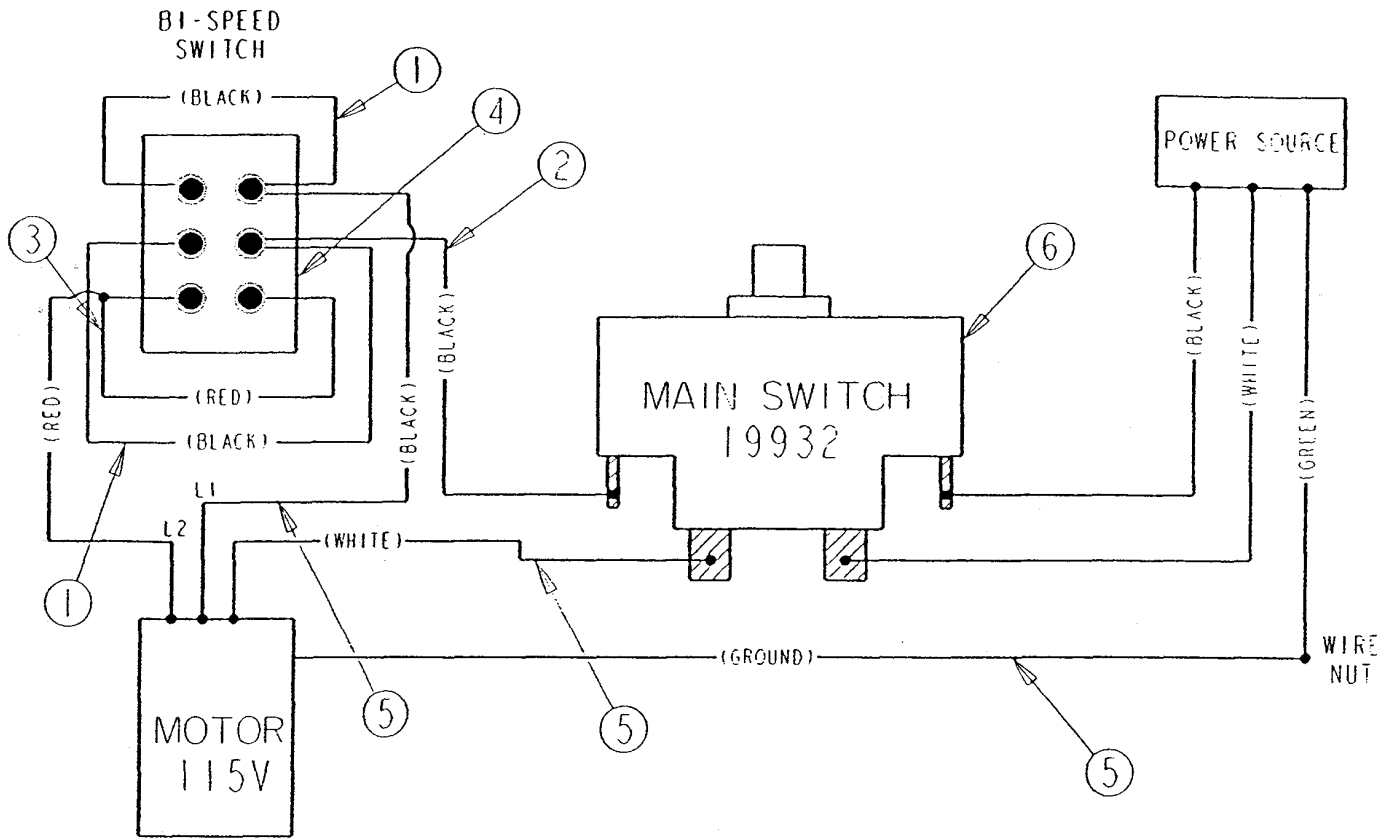 BI-SPEED
SWITCH
(BLACK)
1
4
2
3
(RED)
(RED)
(BLACK)
(BLACK)
(BLACK)
1
L1
L2
(WHITE)
5
5
MOTOR
115V
MAIN SWITCH
19932
6
POWER SOURCE
(BLACK)
(WHITE)
(GREEN)
(GROUND)
5
WIRE
NUT